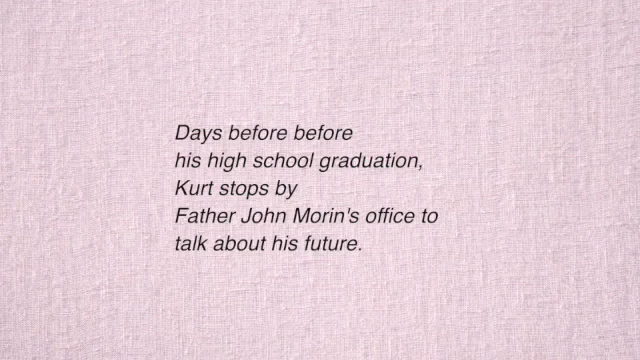 Days before before
his high school graduation,
Kurt stops by
Father John Morin's office to
talk about his future.